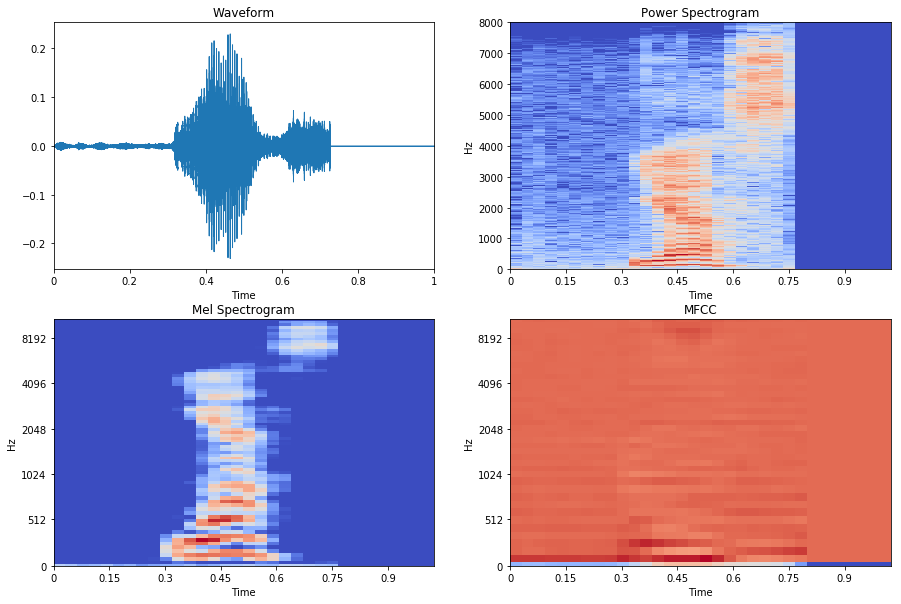 Waveform
0.2
0.1
0.0
−0.1
−0.2
0 0.2 0.4 0.6 0.8 1
Time
Power Spectrogram
8000
7000
6000
5000
4000
3000
2000
1000
0
Hz
0 0.15 0.3 0.45 0.6 0.75 0.9
Time
Mel Spectrogram
8192
4096
2048
1024
512
0
Hz
0 0.15 0.3 0.45 0.6 0.75 0.9
Time
MFCC
8192
4096
2048
1024
512
0
Hz
0 0.15 0.3 0.45 0.6 0.75 0.9
Time